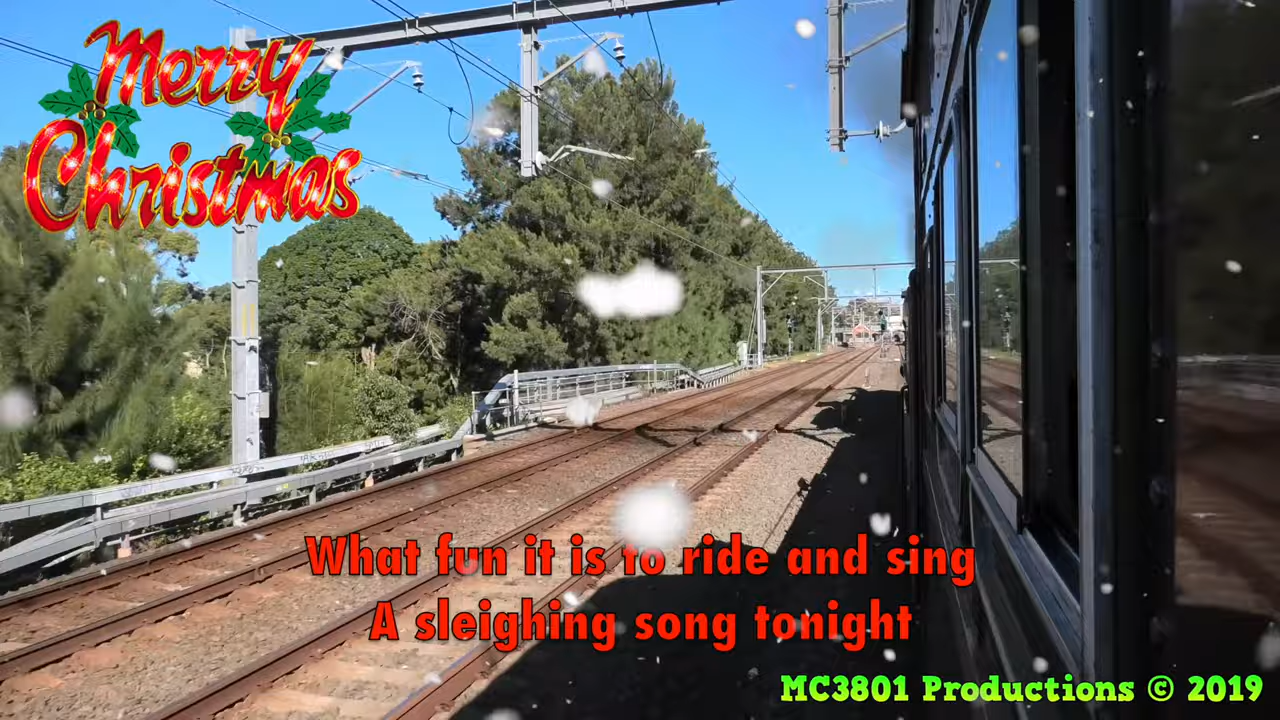 Merry
Christmas
What fun it is to ride and sing
A sleighing song tonight
MC3801 Productions © 2019